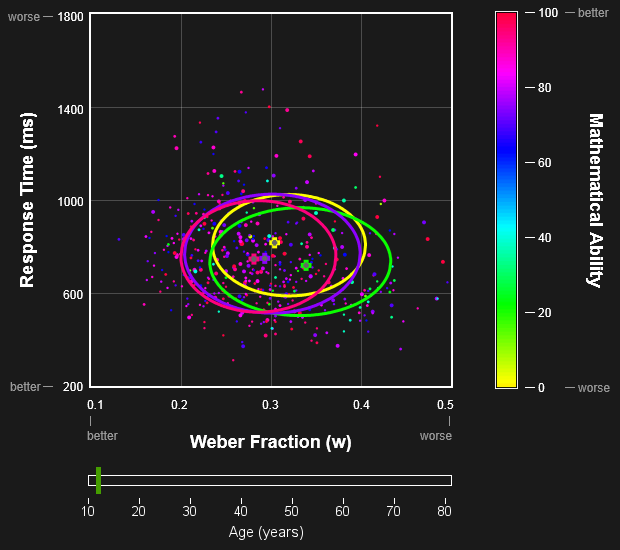 worse
1800
1400
1000
600
better
200
Response Time (ms)
0.1 0.2 0.3 0.4 0.5
better
worse
Weber Fraction (w)
10 20 30 40 50 60 70 80
Age (years)
100
better
80
60
40
20
0
worse
Mathematical Ability